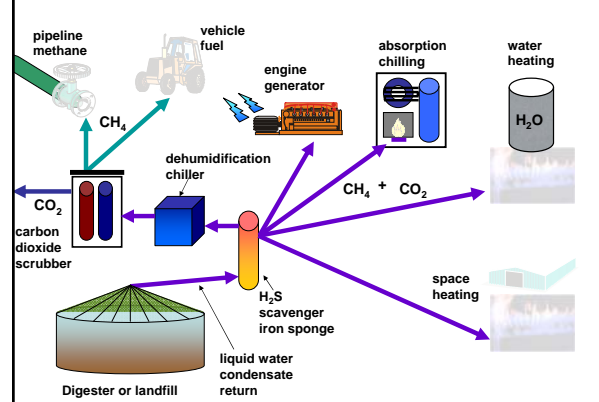 pipeline
methane
vehicle
fuel
engine
generator
absorption
chilling
water
heating
H₂O
CH₄
dehumidification
chiller
CH₄ + CO₂
CO₂
carbon
dioxide
scrubber
H₂S
scavenger
iron sponge
space
heating
liquid water
condensate
return
Digester or landfill